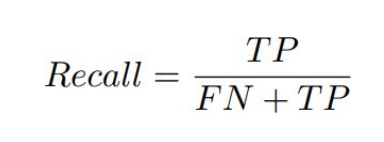 Recall = TP / FN + TP